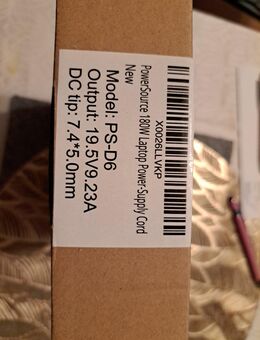 X0026LLVKP
PowerSource 180W Laptop Power-Supply Cord
New
Model: PS-D6
Output: 19.5V9.23A
DC tip: 7.4*5.0mm